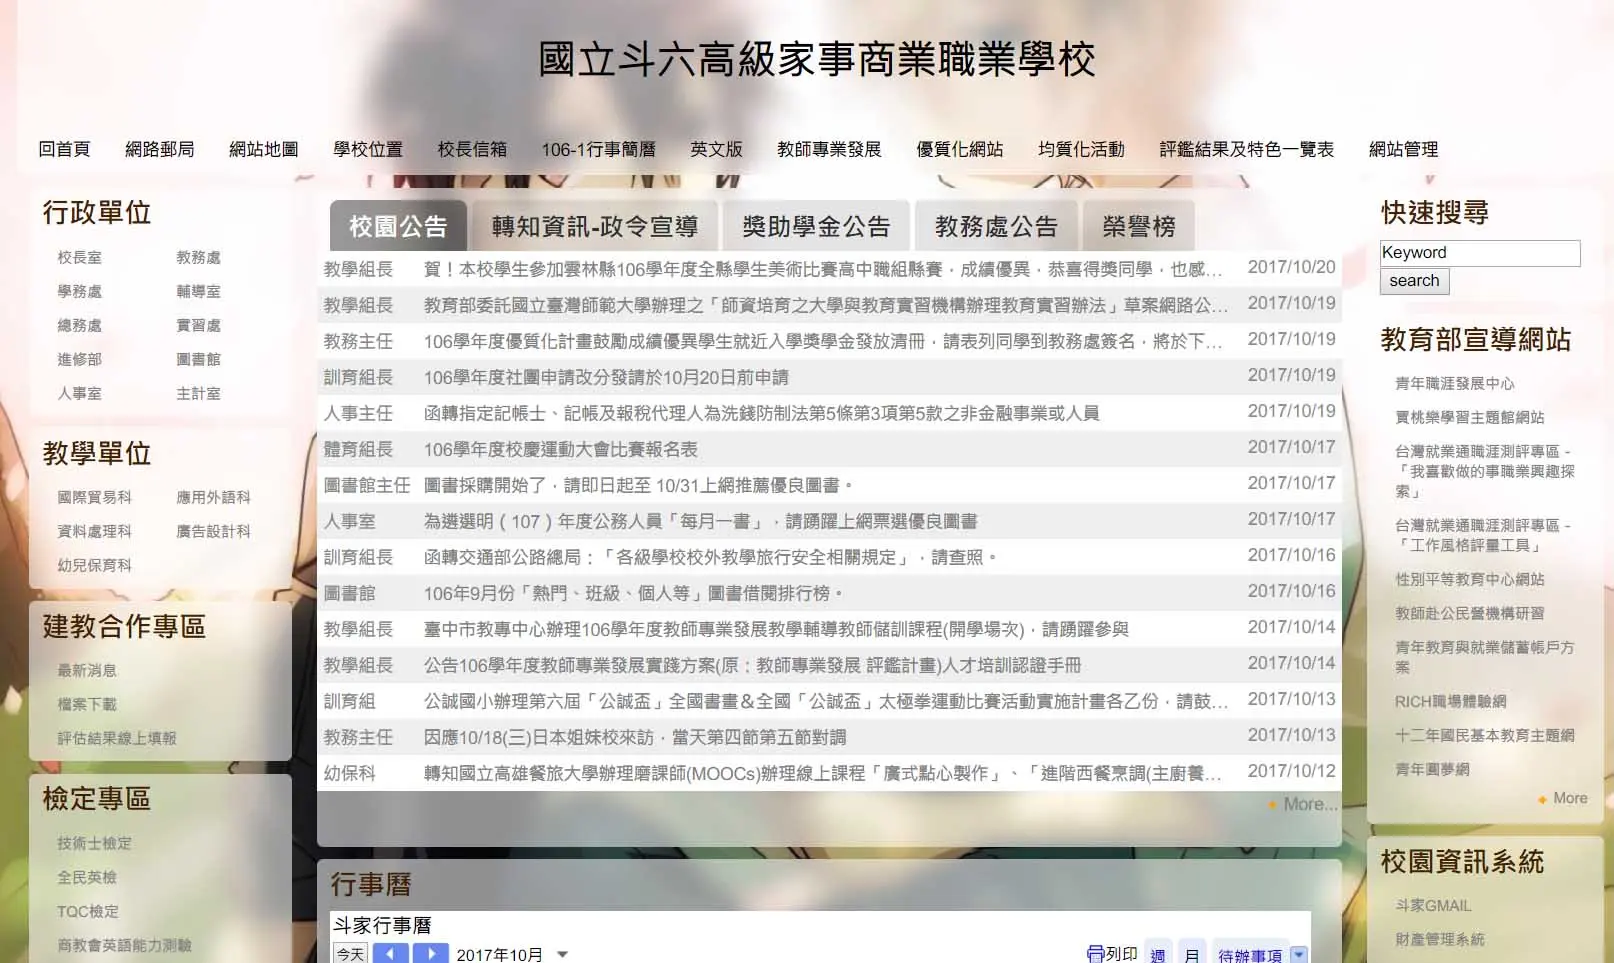 國立斗六高級家事商業職業學校
回首頁 網路郵局 網站地圖 學校位置 校長信箱 106-1行事簡曆 英文版 教師專業發展 優質化網站 均質化活動 評鑑結果及特色一覽表 網站管理
行政單位
校長室 教務處
學務處 輔導室
總務處 實習處
進修部 圖書館
人事室 主計室
教學單位
國際貿易科 應用外語科
資料處理科 廣告設計科
幼兒保育科
建教合作專區
最新消息
檔案下載
評估結果線上填報
檢定專區
技術士檢定
全民英檢
TQC檢定
商教會英語能力測驗
校園公告 轉知資訊-政令宣導 獎助學金公告 教務處公告 榮譽榜
教學組長 賀！本校學生參加雲林縣106學年度全縣學生美術比賽高中職組縣賽，成績優異，恭喜得獎同學，也感... 2017/10/20
教學組長 教育部委託國立臺灣師範大學辦理之「師資培育之大學與教育實習機構辦理教育實習辦法」草案網路公... 2017/10/19
教務主任 106學年度優質化計畫鼓勵成績優異學生就近入學獎學金發放清冊，請表列同學到教務處簽名，將於下... 2017/10/19
訓育組長 106學年度社團申請改分發請於10月20日前申請 2017/10/19
人事主任 函轉指定記帳士、記帳及報稅代理人為洗錢防制法第5條第3項第5款之非金融事業或人員 2017/10/19
體育組長 106學年度校慶運動大會比賽報名表 2017/10/17
圖書館主任 圖書採購開始了，請即日起至 10/31上網推薦優良圖書。 2017/10/17
人事室 為遴選明（107）年度公務人員「每月一書」，請踴躍上網票選優良圖書 2017/10/17
訓育組長 函轉交通部公路總局：「各級學校校外教學旅行安全相關規定」，請查照。 2017/10/16
圖書館 106年9月份「熱門、班級、個人等」圖書借閱排行榜。 2017/10/16
教學組長 臺中市教專中心辦理106學年度教師專業發展教學輔導教師儲訓課程(開學場次)，請踴躍參與 2017/10/14
教學組長 公告106學年度教師專業發展實踐方案(原：教師專業發展 評鑑計畫)人才培訓認證手冊 2017/10/14
訓育組 公誠國小辦理第六屆「公誠盃」全國書畫＆全國「公誠盃」太極拳運動比賽活動實施計畫各乙份，請鼓... 2017/10/13
教務主任 因應10/18(三)日本姐妹校來訪，當天第四節第五節對調 2017/10/13
幼保科 轉知國立高雄餐旅大學辦理磨課師(MOOCs)辦理線上課程「廣式點心製作」、「進階西餐烹調(主廚養... 2017/10/12
More...
行事曆
斗家行事曆
今天 2017年10月 列印 週 月 待辦事項
快速搜尋
Keyword
search
教育部宣導網站
青年職涯發展中心
實桃樂學習主題館網站
台灣就業通職涯測評專區 -
「我喜歡做的事職業興趣探
索」
台灣就業通職涯測評專區 -
「工作風格評量工具」
性別平等教育中心網站
教師赴公民營機構研習
青年教育與就業儲蓄帳戶方
案
RICH職場體驗網
十二年國民基本教育主題網
青年圓夢網
More
校園資訊系統
斗家GMAIL
財產管理系統